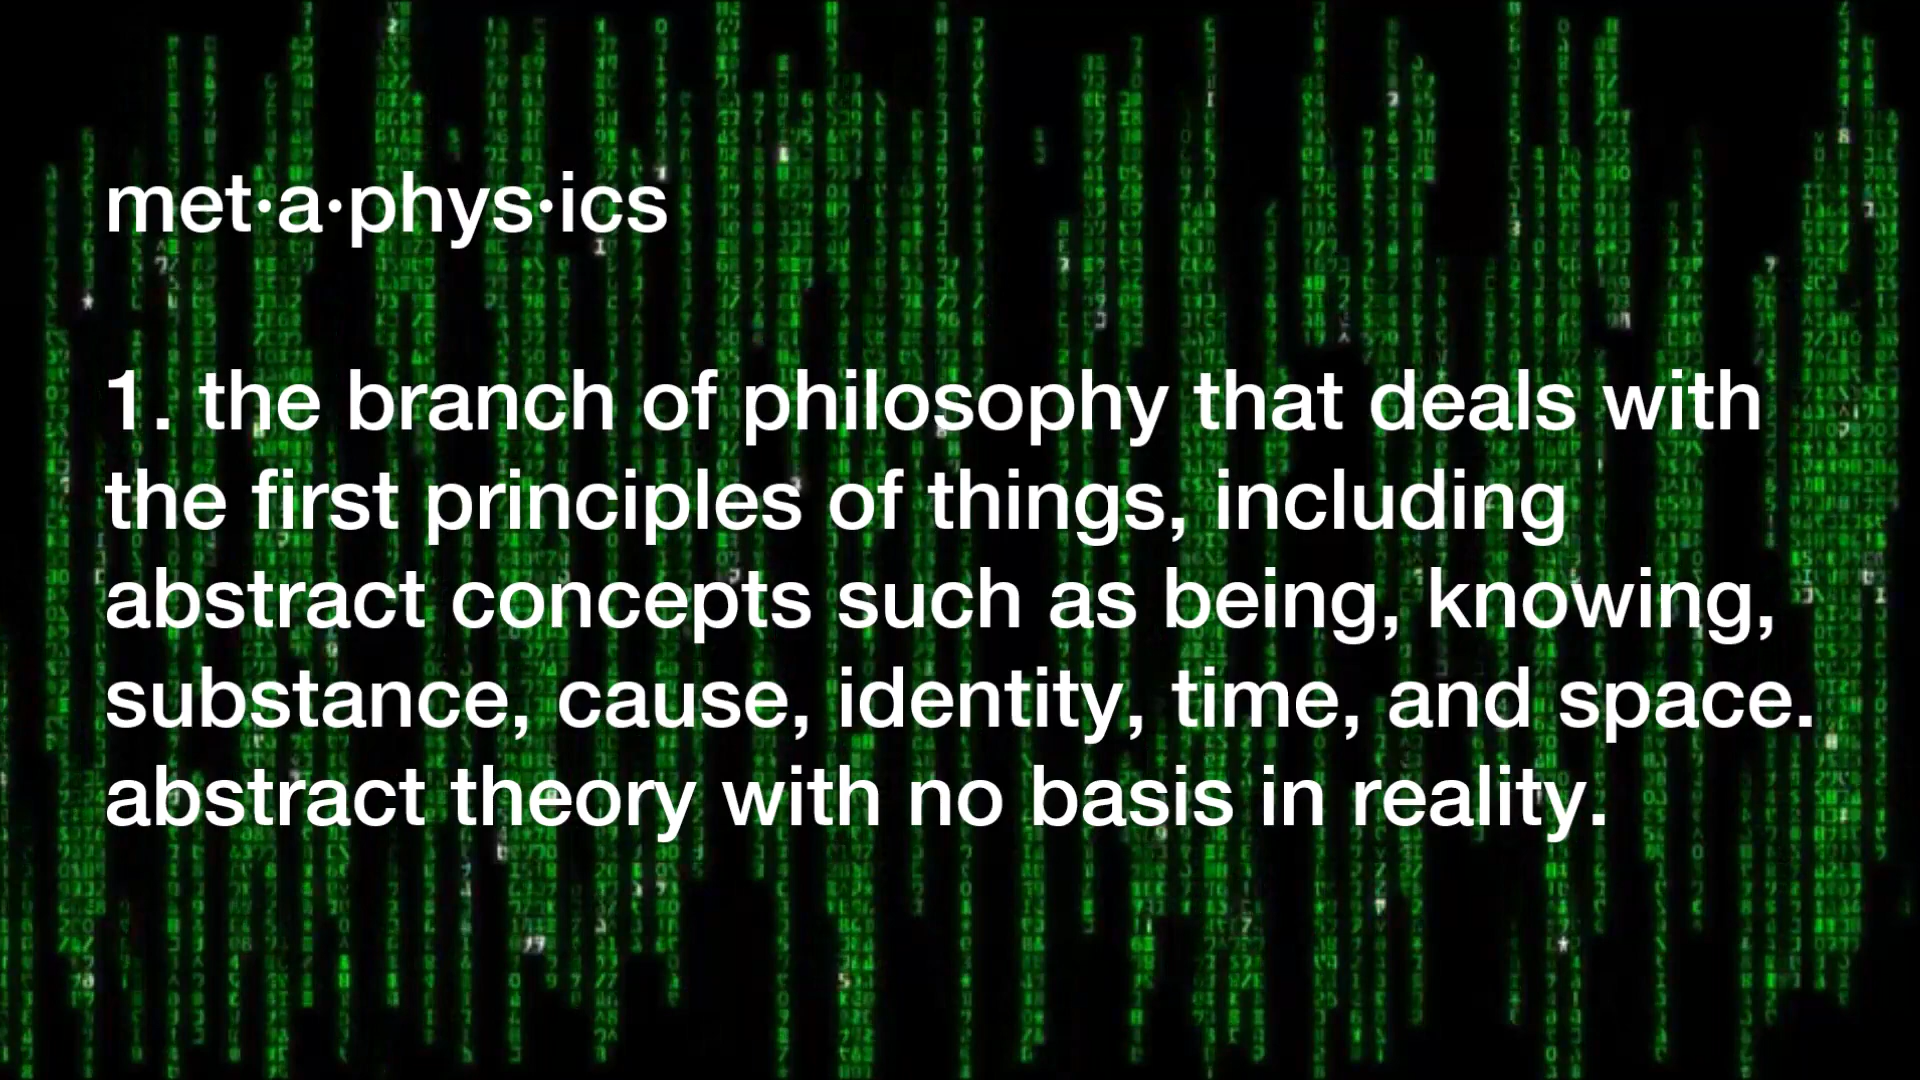 met·a·phys·ics
1. the branch of philosophy that deals with
the first principles of things, including
abstract concepts such as being, knowing,
substance, cause, identity, time, and space.
abstract theory with no basis in reality.